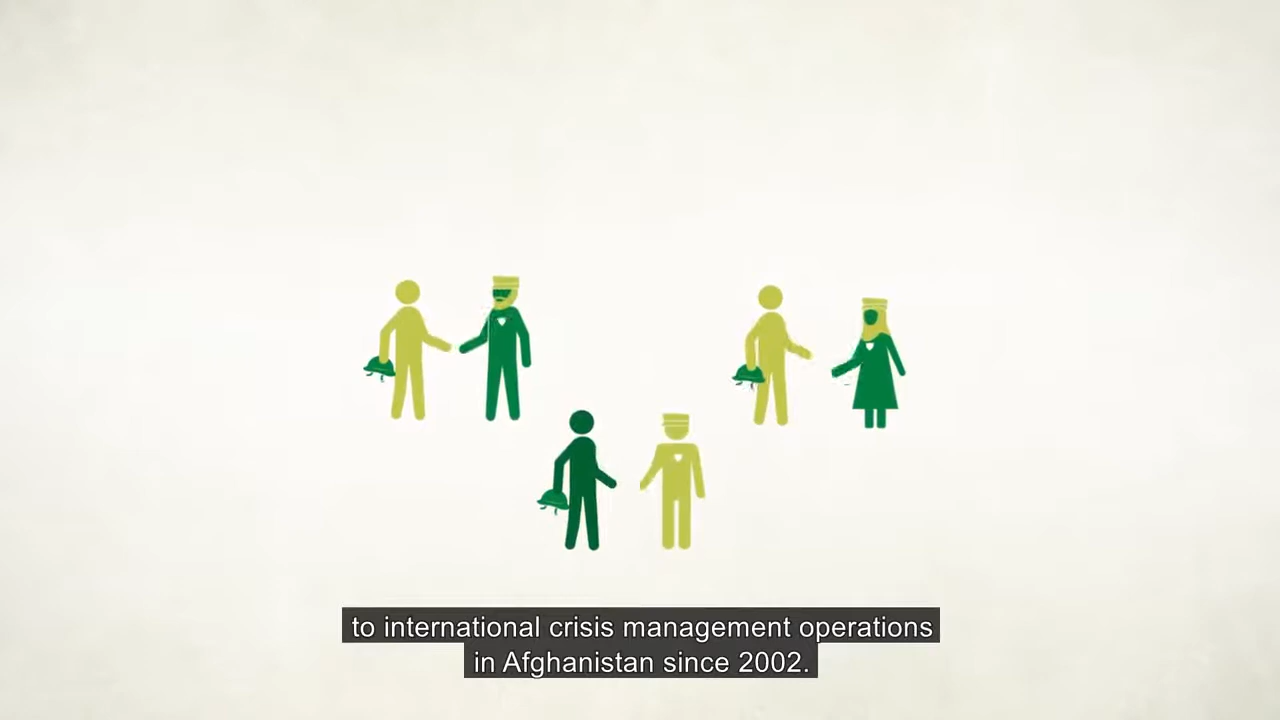 to international crisis management operations
in Afghanistan since 2002.